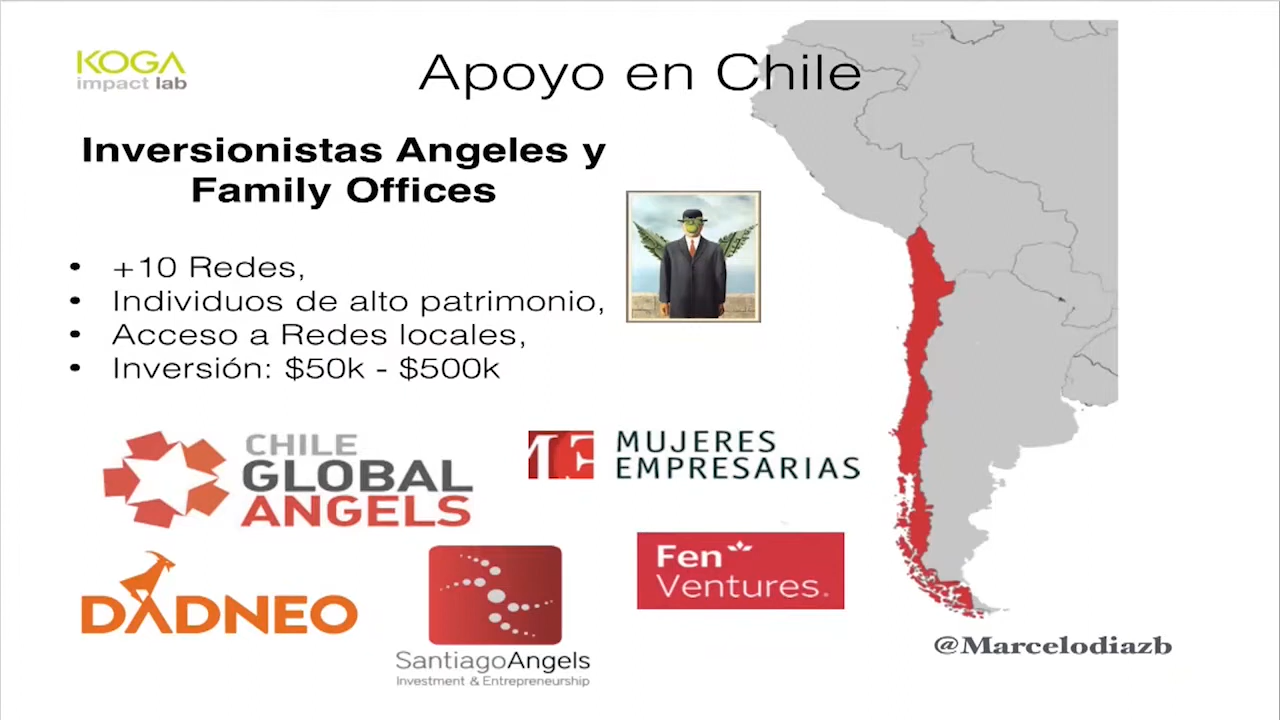 KOGA
impact lab
Apoyo en Chile
Inversionistas Angeles y
Family Offices
• +10 Redes,
• Individuos de alto patrimonio,
• Acceso a Redes locales,
• Inversión: $50k - $500k
CHILE
GLOBAL
ANGELS
ME
MUJERES
EMPRESARIAS
DADNEO
SantiagoAngels
Investment & Entrepreneurship
Fen
Ventures.
@Marcelodiazb